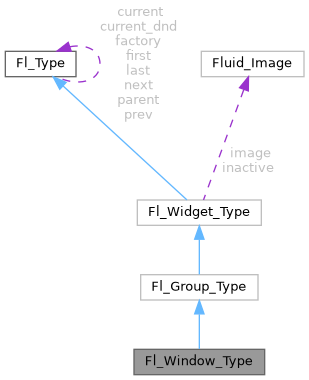 current
current_dnd
factory
first
last
next
parent
prev
Fl_Type
Fluid_Image
image
inactive
Fl_Widget_Type
Fl_Group_Type
Fl_Window_Type